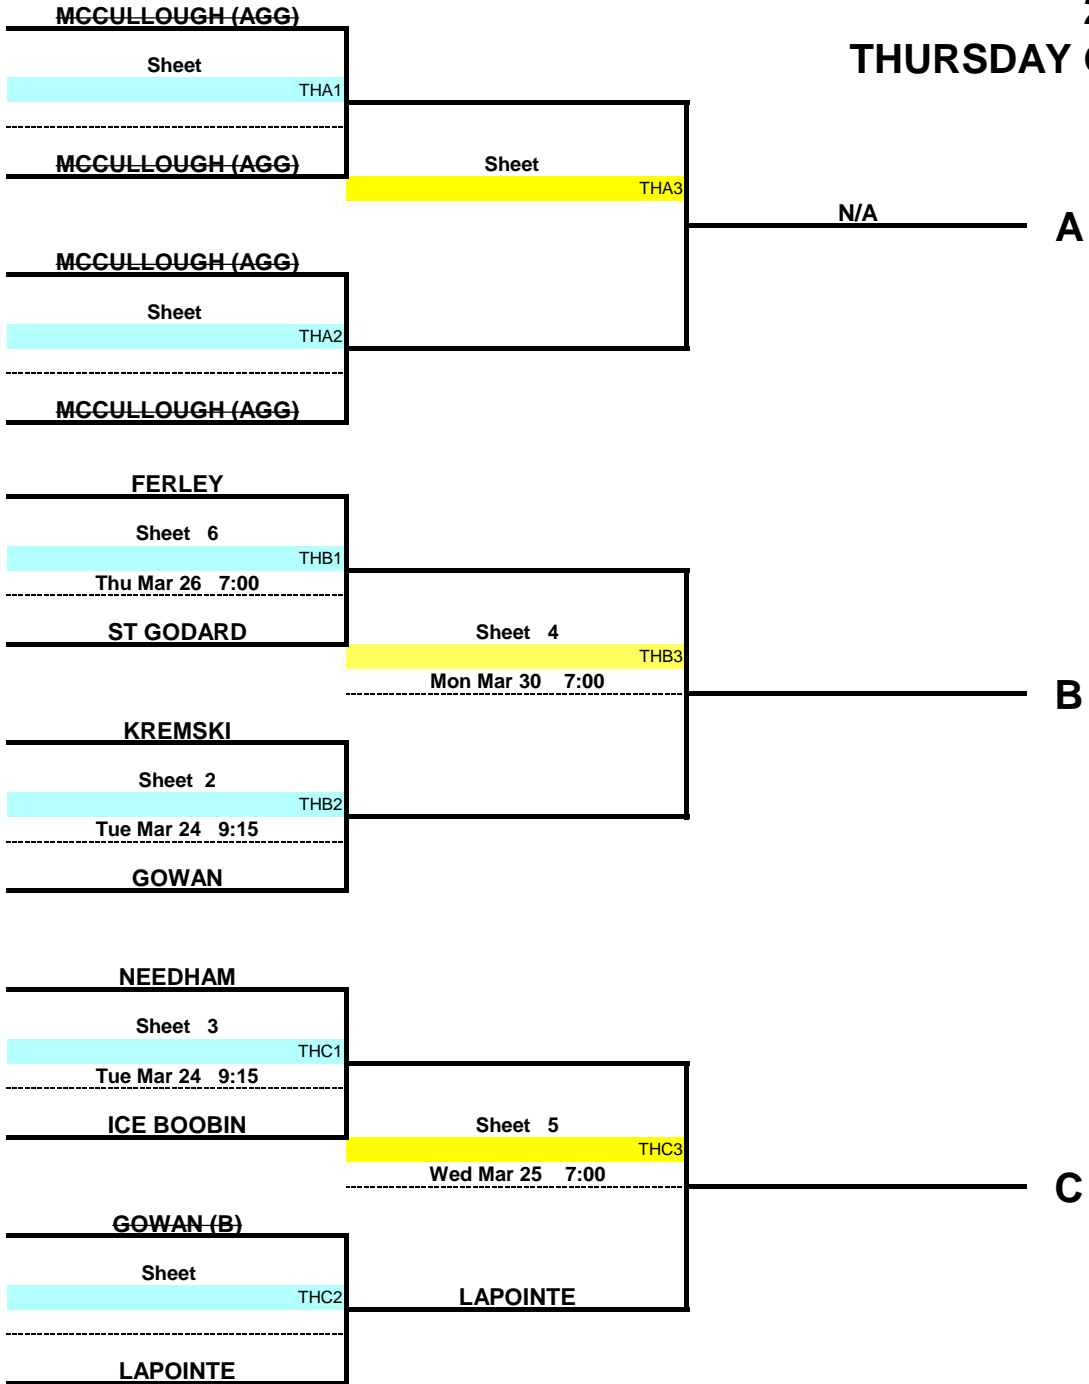 MCCULLOUGH (AGG)
THURSDAY
Sheet
THA1
MCCULLOUGH (AGG)
Sheet
THA3
N/A
A
MCCULLOUGH (AGG)
Sheet
THA2
MCCULLOUGH (AGG)
FERLEY
Sheet 6
THB1
Thu Mar 26 7:00
ST GODARD
Sheet 4
THB3
Mon Mar 30 7:00
B
KREMSKI
Sheet 2
THB2
Tue Mar 24 9:15
GOWAN
NEEDHAM
Sheet 3
THC1
Tue Mar 24 9:15
ICE BOOBIN
Sheet 5
THC3
Wed Mar 25 7:00
C
GOWAN (B)
Sheet
THC2
LAPOINTE
LAPOINTE